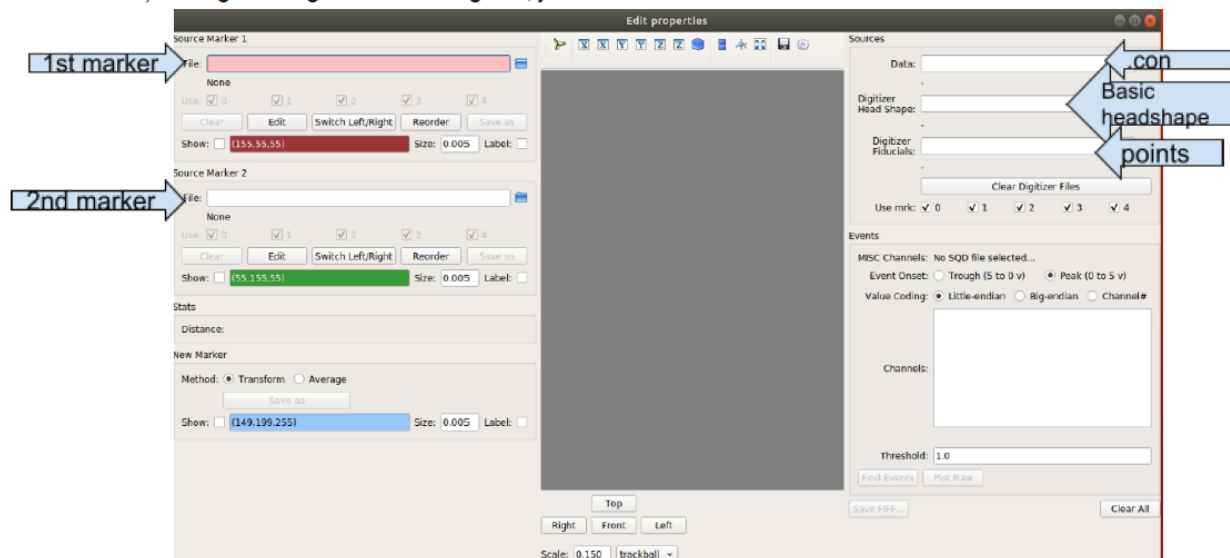 Edit properties
1st marker
2nd marker
Source Marker 1
File:
None
Use: 0 1 2 3 4
Clear Edit Switch Left/Right Reorder Save as
Show: (155,55,55) Size: 0.005 Label:
Source Marker 2
File:
None
Use: 0 1 2 3 4
Clear Edit Switch Left/Right Reorder Save as
Show: (55,155,55) Size: 0.005 Label:
Stats
Distance:
New Marker
Method: Transform Average
Save as
Show: (149,199,255) Size: 0.005 Label:
X X Y Y Z Z
Top
Right Front Left
Scale: 0.150 trackball
Sources
Data:
.con
Digitizer
Head Shape:
Basic
headshape
Digitizer
Fiducials:
points
Clear Digitizer Files
Use mrk: 0 1 2 3 4
Events
MISC Channels: No SQD file selected...
Event Onset: Trough (5 to 0 v) Peak (0 to 5 v)
Value Coding: Little-endian Big-endian Channel#
Channels:
Threshold: 1.0
Find Events Plot Raw
Save FIFF... Clear All